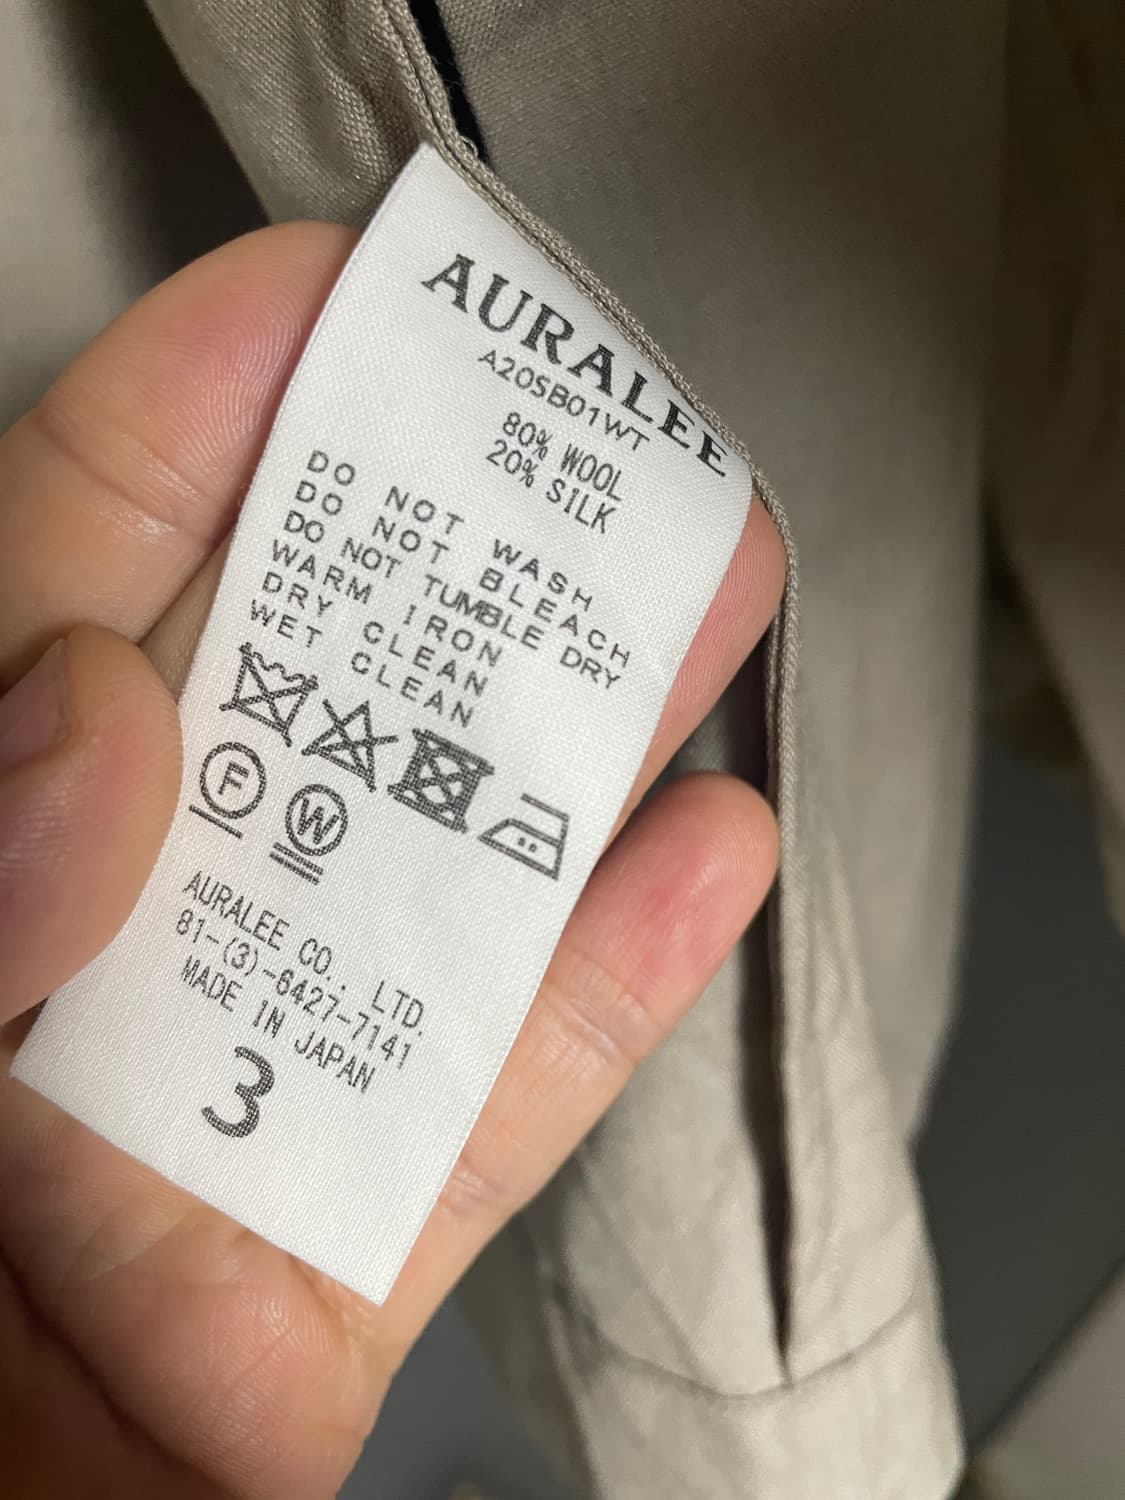 AURALEE
A20SB01WT
80% WOOL
20% SILK
DO NOT WASH
DO NOT BLEACH
DO NOT TUMBLE DRY
WARM IRON
DRY CLEAN
WET CLEAN
F W
AURALEE CO., LTD.
81-(3)-6427-7141
MADE IN JAPAN
3